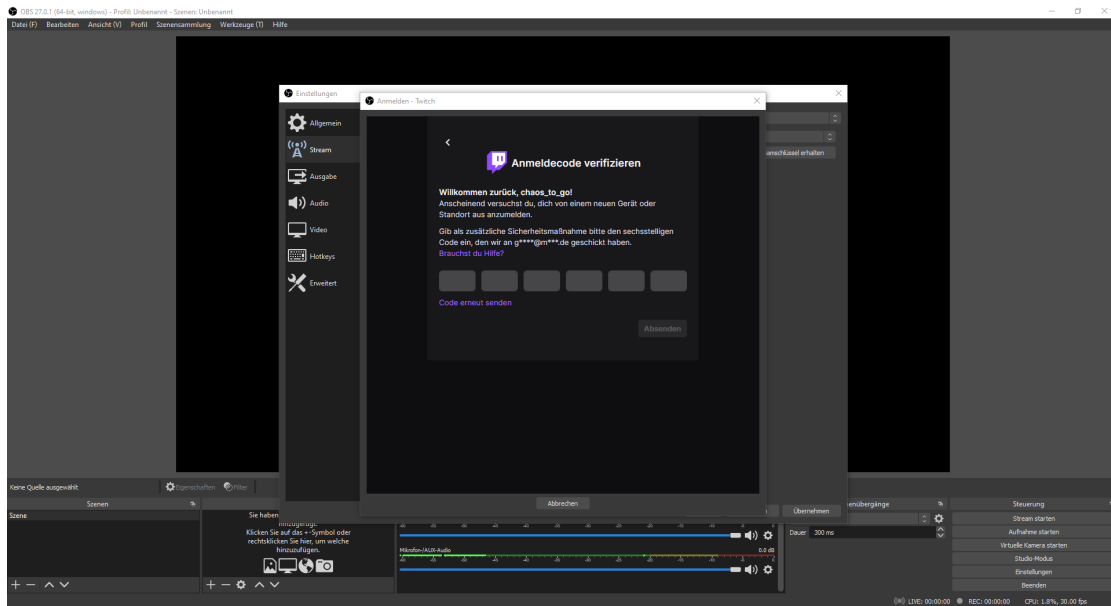 OBS 27.0.1 (64-bit, windows) - Profil: Unbenannt - Szenen: Unbenannt
Datei (F) Bearbeiten Ansicht (V) Profil Szenensammlung Werkzeuge (T) Hilfe
Einstellungen
Allgemein
Stream
Ausgabe
Audio
Video
Hotkeys
Erweitert
Anmelden - Twitch
Anmeldecode verifizieren
Willkommen zurück, chaos_to_go!
Anscheinend versuchst du, dich von einem neuen Gerät oder
Standort aus anzumelden.
Gib als zusätzliche Sicherheitsmaßnahme bitte den sechsstelligen
Code ein, den wir an g****@m***.de geschickt haben.
Brauchst du Hilfe?
Code erneut senden
Absenden
Abbrechen
anschlüssel erhalten
Übernehmen
Keine Quelle ausgewählt
Eigenschaften
Filter
Szenen
Szene
Sie haben
hinzugefügt.
Klicken Sie auf das +-Symbol oder
rechtsklicken Sie hier, um welche
hinzuzufügen.
Mikrofon-/AUX-Audio 0.0 dB
enübergänge
Dauer 300 ms
Steuerung
Stream starten
Aufnahme starten
Virtuelle Kamera starten
Studio-Modus
Einstellungen
Beenden
LIVE: 00:00:00 REC: 00:00:00 CPU: 1.8%, 30.00 fps